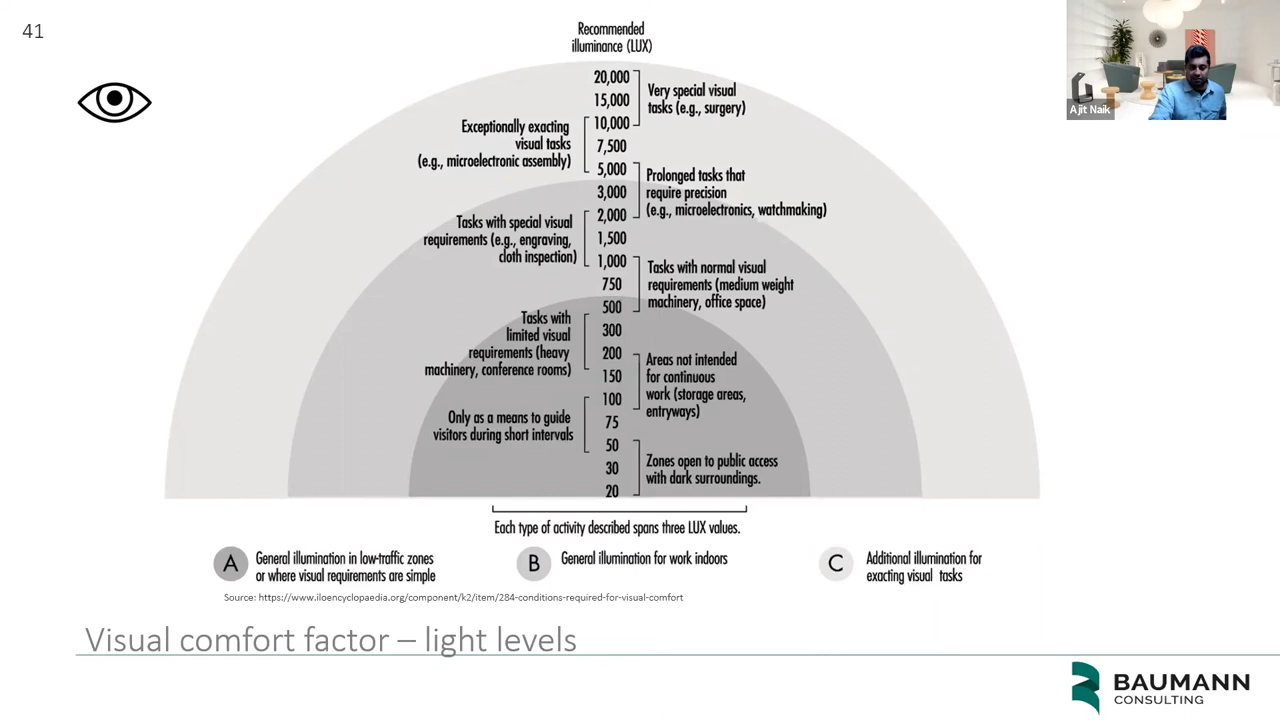 41
Recommended
illuminance (LUX)
20,000
15,000
10,000
7,500
5,000
3,000
2,000
1,500
1,000
750
500
300
200
150
100
75
50
30
20
Very special visual
tasks (e.g., surgery)
Exceptionally exacting
visual tasks
(e.g., microelectronic assembly)
Prolonged tasks that
require precision
(e.g., microelectronics, watchmaking)
Tasks with special visual
requirements (e.g., engraving,
cloth inspection)
Tasks with normal visual
requirements (medium weight
machinery, office space)
Tasks with
limited visual
requirements (heavy
machinery, conference rooms)
Areas not intended
for continuous
work (storage areas,
entryways)
Only as a means to guide
visitors during short intervals
Zones open to public access
with dark surroundings.
Each type of activity described spans three LUX values.
A
General illumination in low-traffic zones
or where visual requirements are simple
B
General illumination for work indoors
C
Additional illumination for
exacting visual tasks
Source: https://www.iloencyclopaedia.org/component/k2/item/284-conditions-required-for-visual-comfort
Visual comfort factor – light levels
BAUMANN
CONSULTING
Ajit Naik